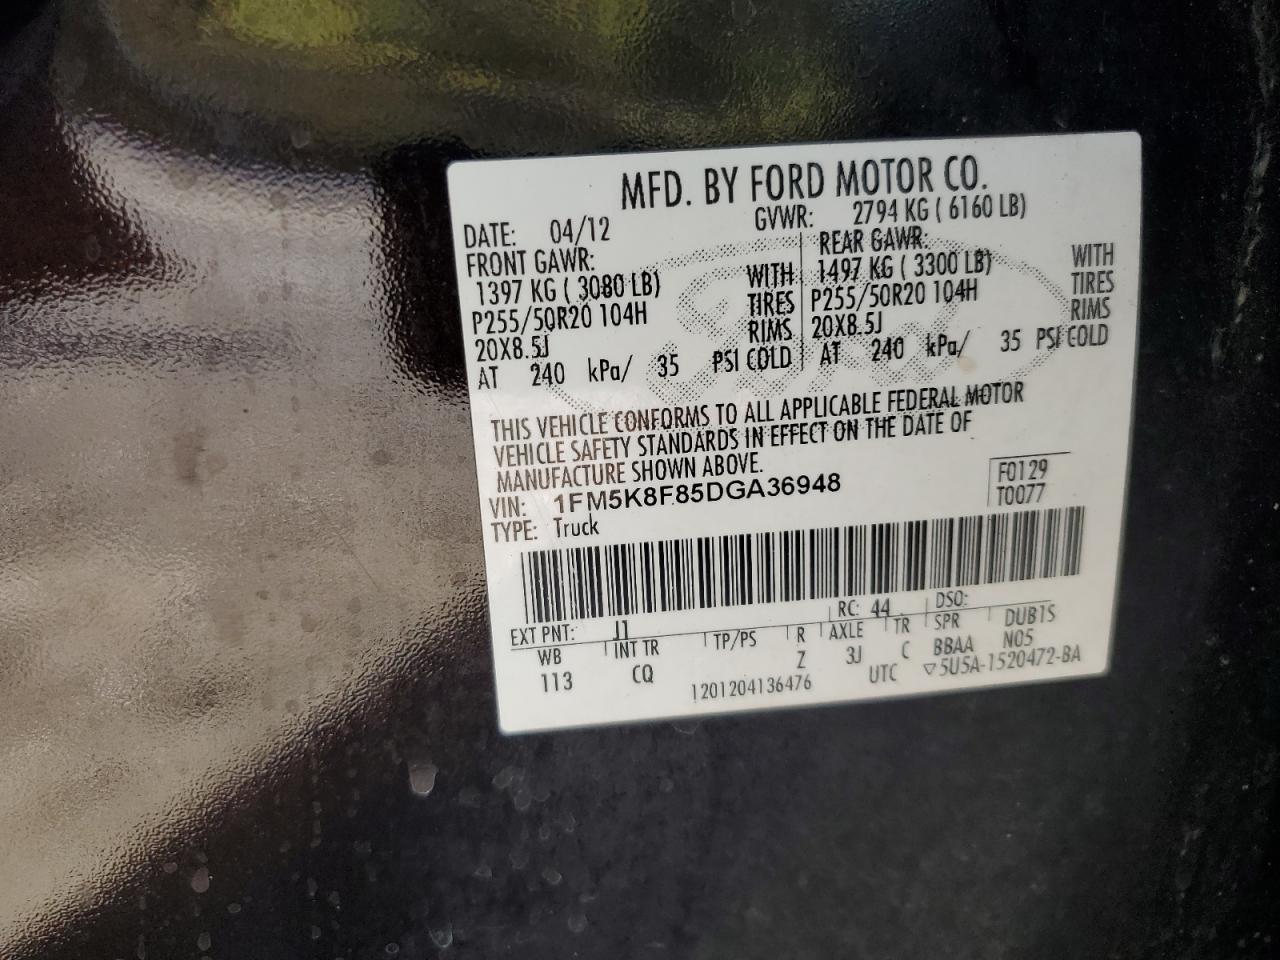 MFD. BY FORD MOTOR CO.
DATE: 04/12 GVWR: 2794 KG ( 6160 LB)
FRONT GAWR: REAR GAWR:
1397 KG ( 3080 LB) WITH 1497 KG ( 3300 LB) WITH
P255/50R20 104H TIRES P255/50R20 104H TIRES
20X8.5J RIMS 20X8.5J RIMS
AT 240 kPa/ 35 PSI COLD AT 240 kPa/ 35 PSI COLD
THIS VEHICLE CONFORMS TO ALL APPLICABLE FEDERAL MOTOR
VEHICLE SAFETY STANDARDS IN EFFECT ON THE DATE OF
MANUFACTURE SHOWN ABOVE.
VIN: 1FM5K8F85DGA36948 F0129
TYPE: Truck T0077
EXT PNT: J1 RC: 44 DSO:
WB INT TR TP/PS R AXLE TR SPR DUB1S
113 CQ Z 3J C BBAA N05
1201204136476 UTC ▽5U5A-1520472-BA